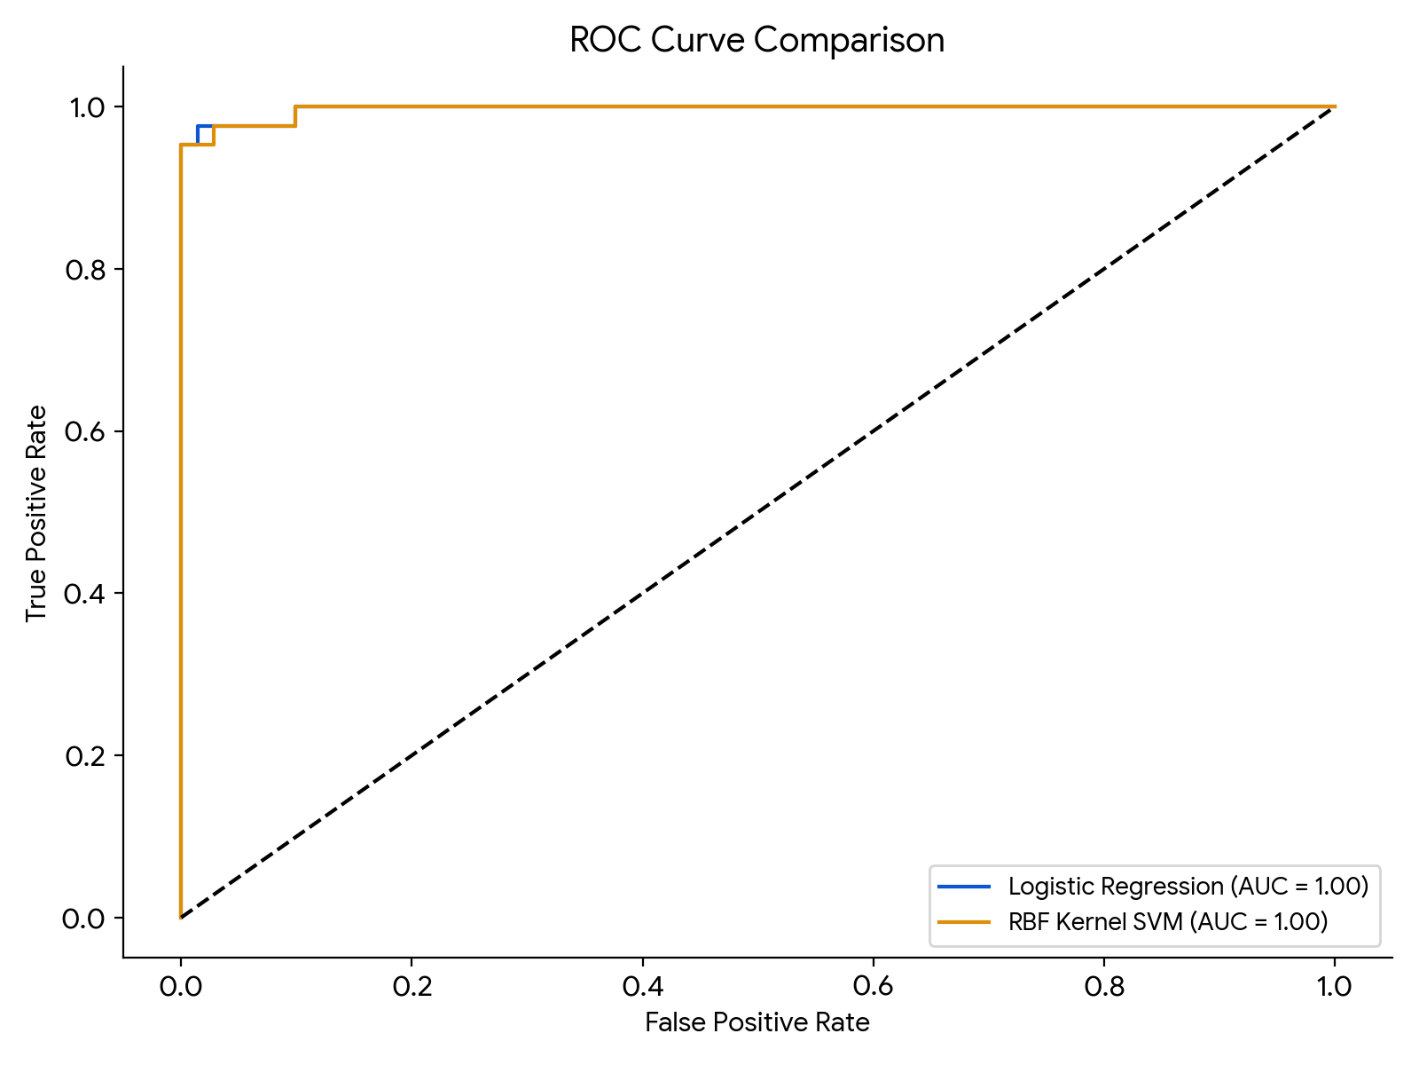 ROC Curve Comparison
True Positive Rate
1.0
0.8
0.6
0.4
0.2
0.0
0.0 0.2 0.4 0.6 0.8 1.0
False Positive Rate
Logistic Regression (AUC = 1.00)
RBF Kernel SVM (AUC = 1.00)